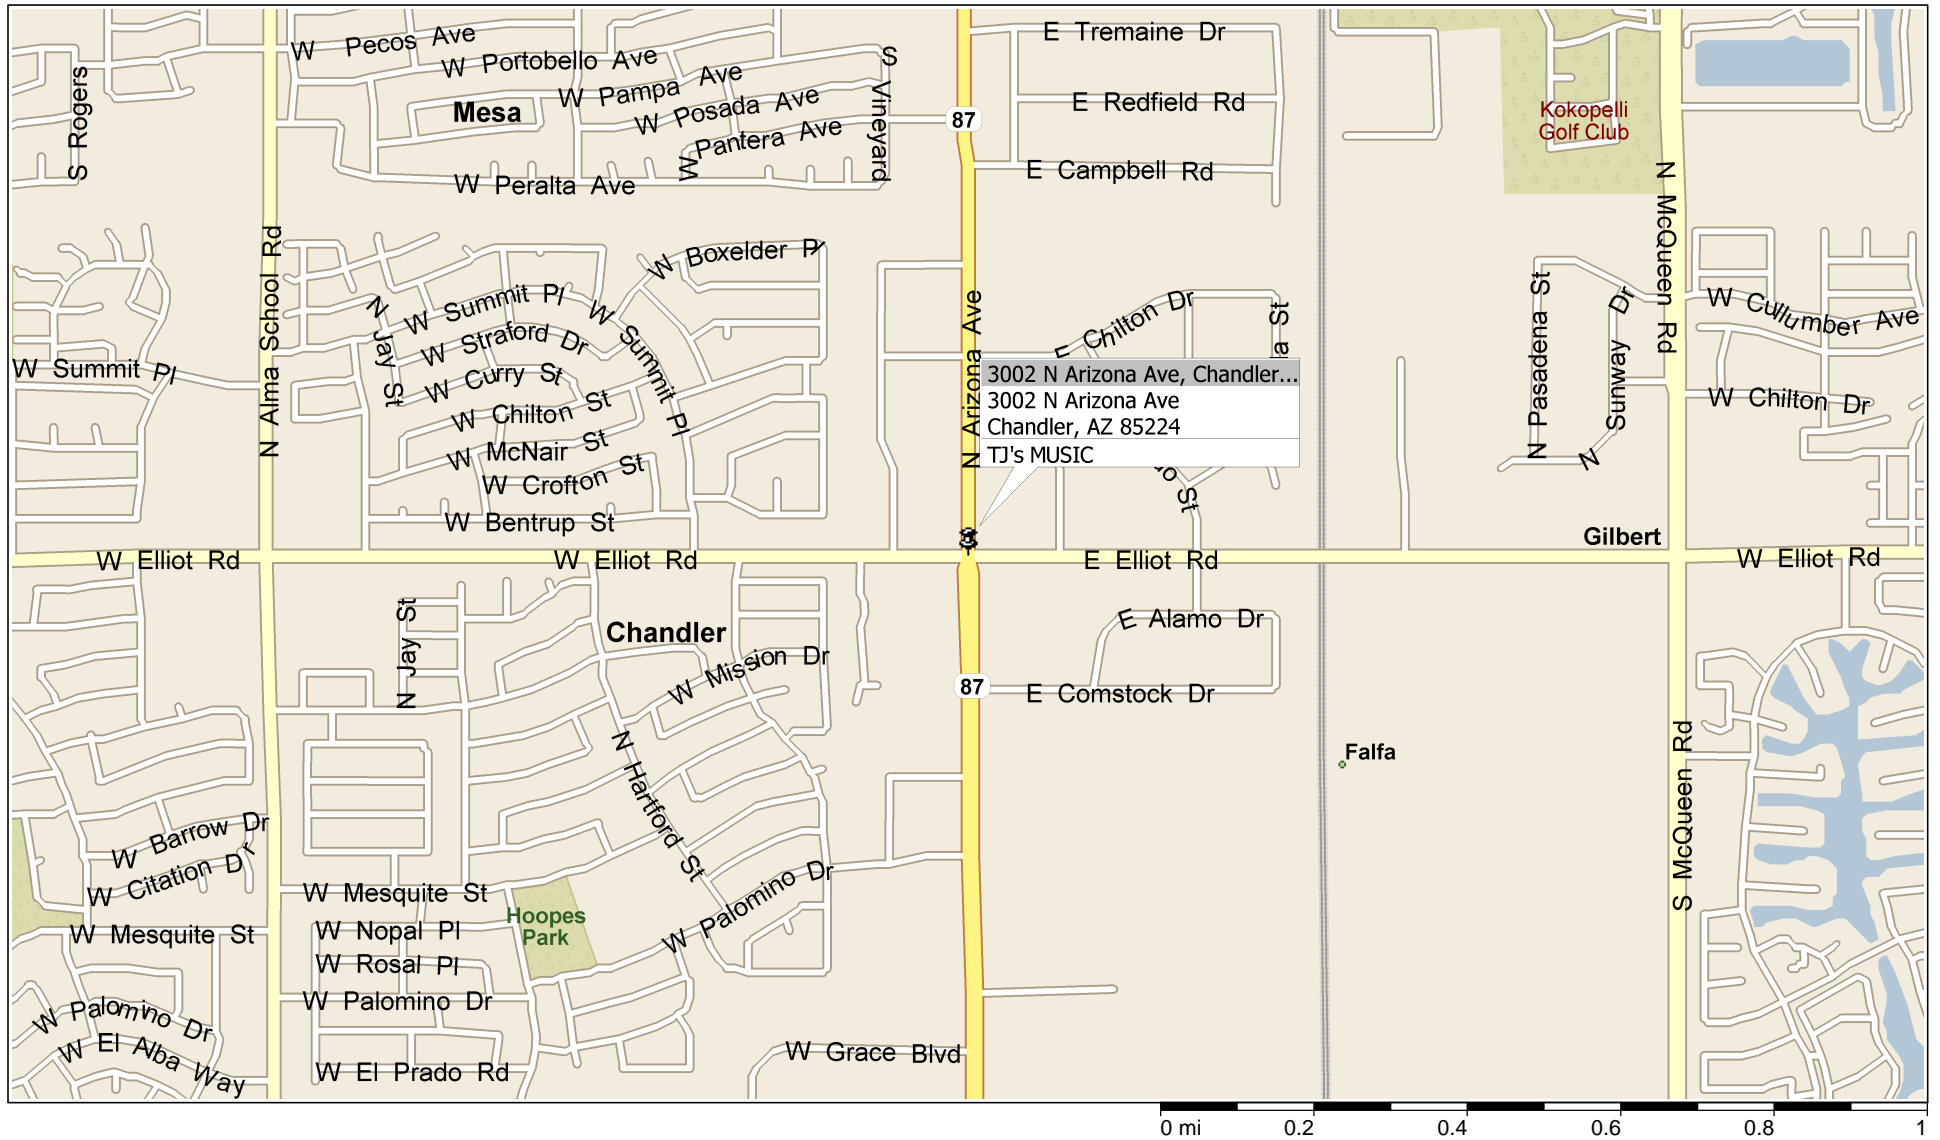 W Pecos Ave
W Portobello Ave
S Vineyard
E Tremaine Dr
S Rogers
W Pampa Ave
Mesa
W Posada Ave
87
E Redfield Rd
Kokopelli
Golf Club
W Pantera Ave
W Peralta Ave
E Campbell Rd
N McQueen Rd
N Alma School Rd
W Boxelder Pl
W Summit Pl
N Jay St
W Summit Pl
W Straford Dr
N Arizona Ave
E Chilton Dr
N Pasadena St
N Sunway Dr
W Cullumber Ave
W Summit Pl
W Curry St
3002 N Arizona Ave, Chandler...
3002 N Arizona Ave
Chandler, AZ 85224
TJ's MUSIC
W Chilton St
W Chilton Dr
W McNair St
W Crofton St
W Bentrup St
St
Gilbert
W Elliot Rd
W Elliot Rd
E Elliot Rd
W Elliot Rd
N Jay St
Chandler
E Alamo Dr
W Mission Dr
87
E Comstock Dr
N Hartford St
Falfa
S McQueen Rd
W Barrow Dr
W Citation Dr
W Mesquite St
W Palomino Dr
Hoopes
Park
W Mesquite St
W Nopal Pl
W Rosal Pl
W Palomino Dr
W Palomino Dr
W El Alba Way
W El Prado Rd
W Grace Blvd
0 mi 0.2 0.4 0.6 0.8 1